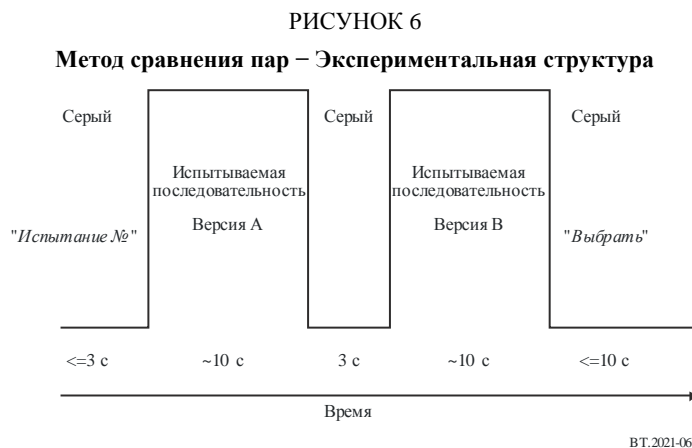 РИСУНОК 6
Метод сравнения пар − Экспериментальная структура
Серый
Серый
Серый
Испытываемая
последовательность
Версия A
Испытываемая
последовательность
Версия B
"Испытание №"
"Выбрать"
<=3 с
~10 с
3 с
~10 с
<=10 с
Время
BT.2021-06